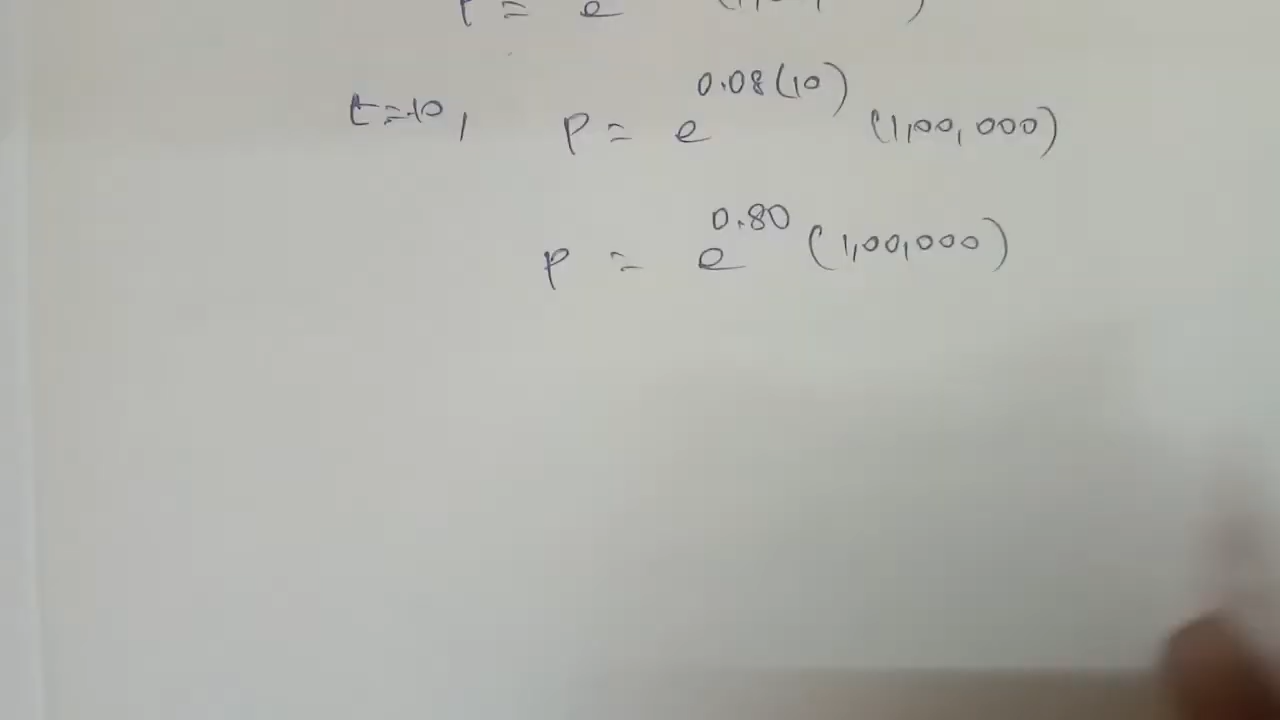 P = e
t=10, P = e^0.08(10) (1,00,000)
P = e^0.80 (1,00,000)